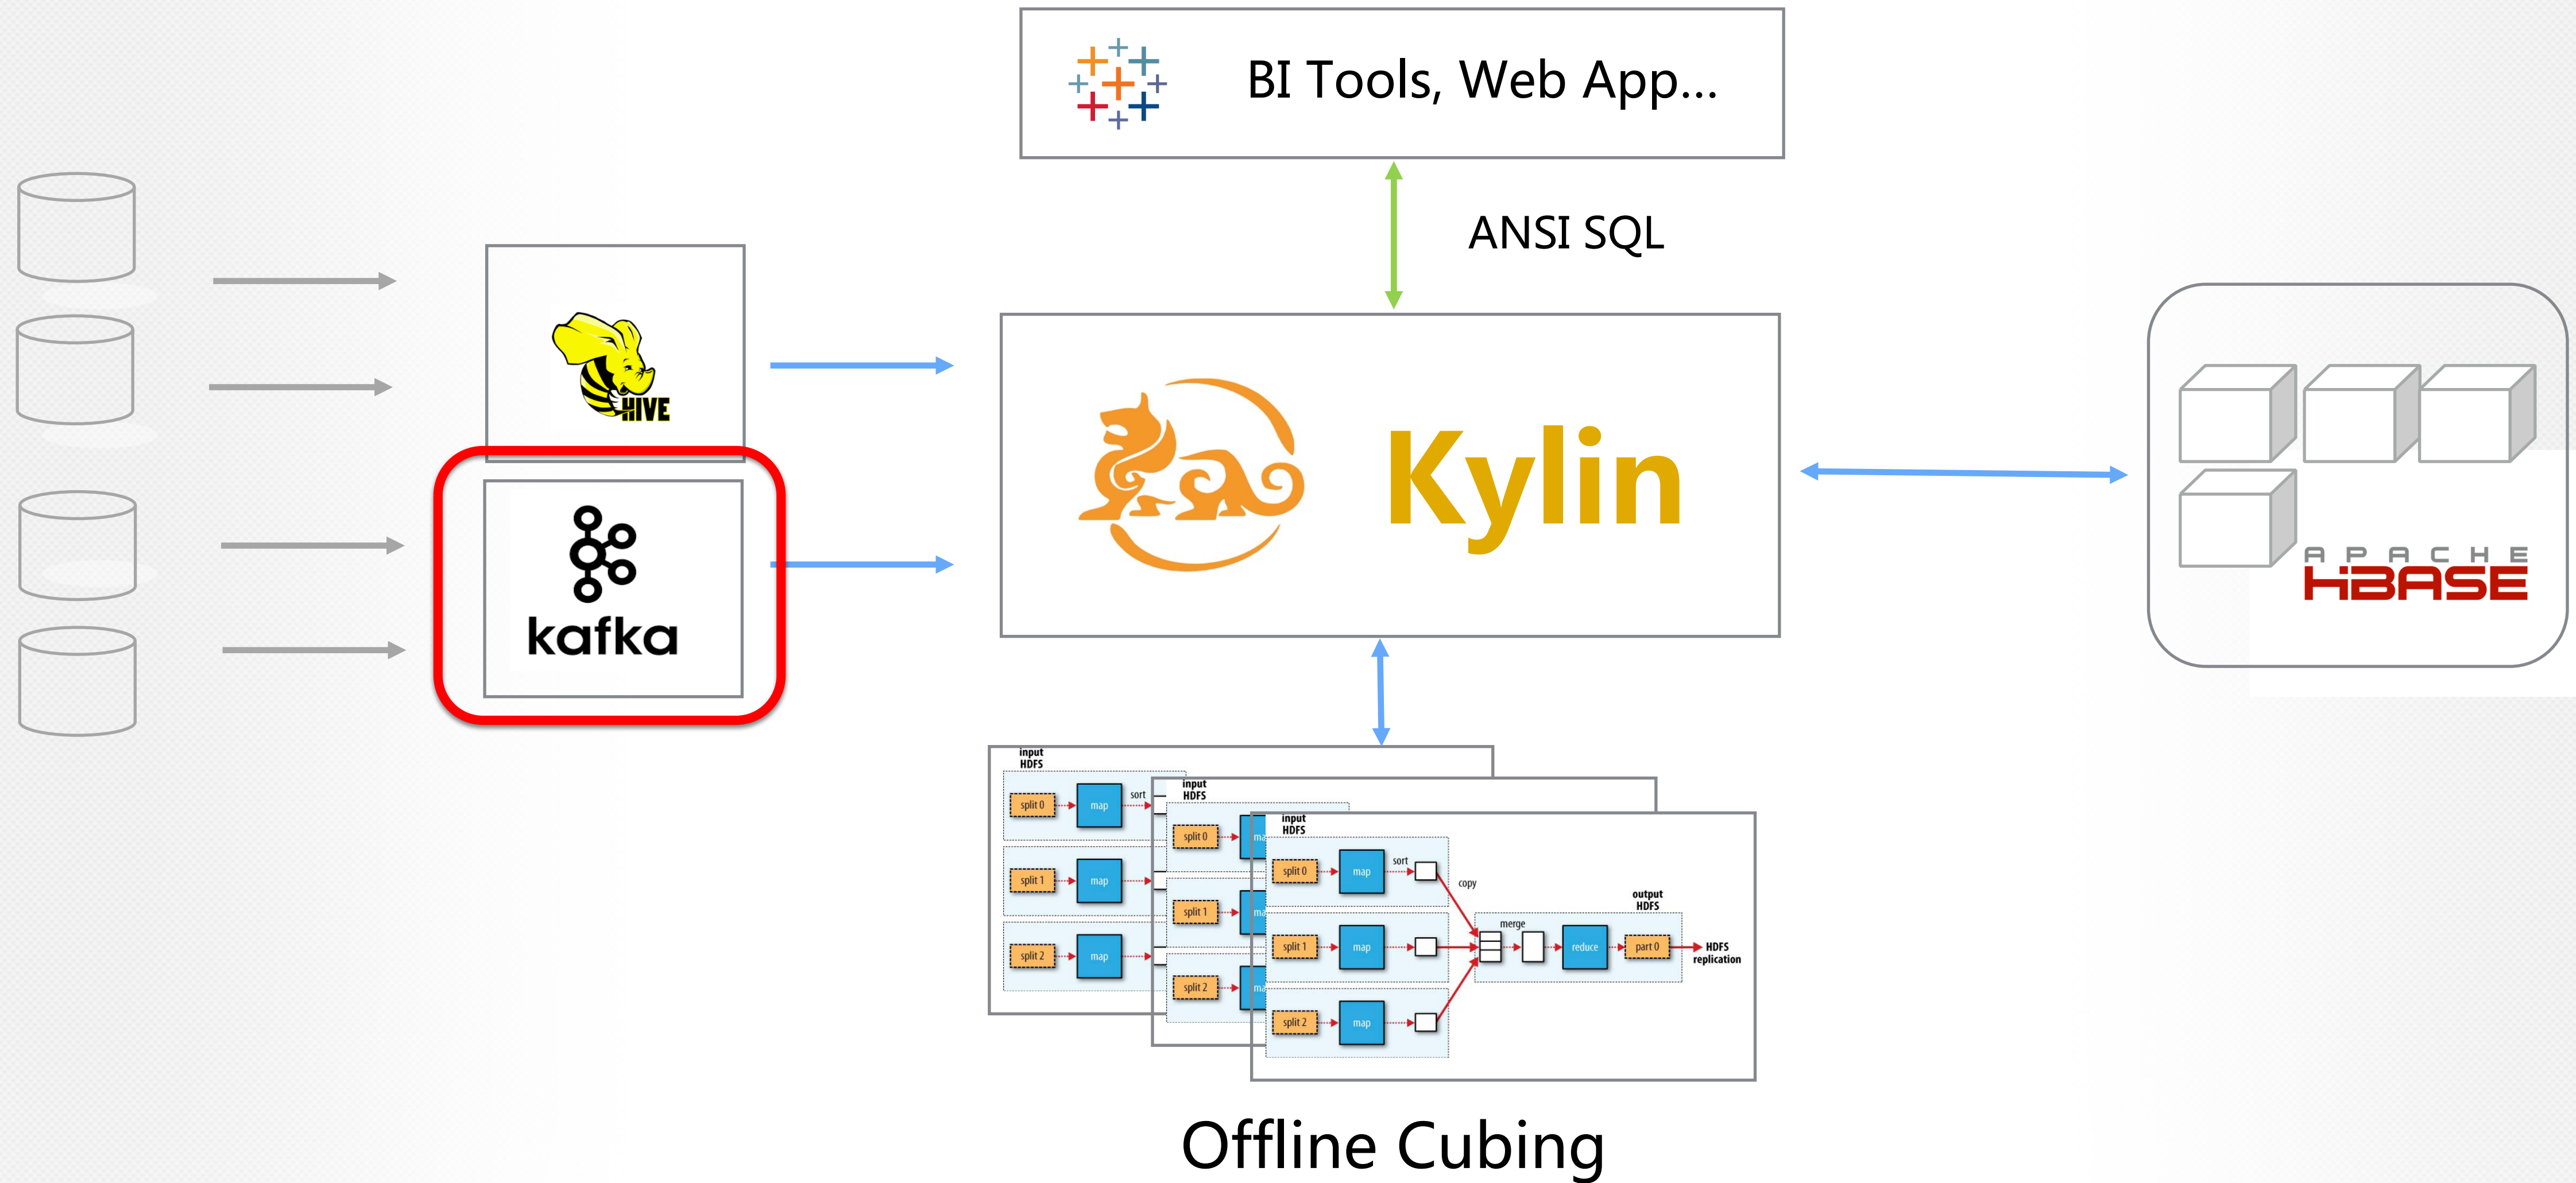 BI Tools, Web App...
ANSI SQL
HIVE
kafka
Kylin
APACHE
HBASE
input
HDFS
split 0
map
sort
split 1
map
split 2
map
input
HDFS
split 0
split 1
split 2
input
HDFS
split 0
map
sort
copy
split 1
map
split 2
map
merge
reduce
output
HDFS
part 0
HDFS
replication
Offline Cubing